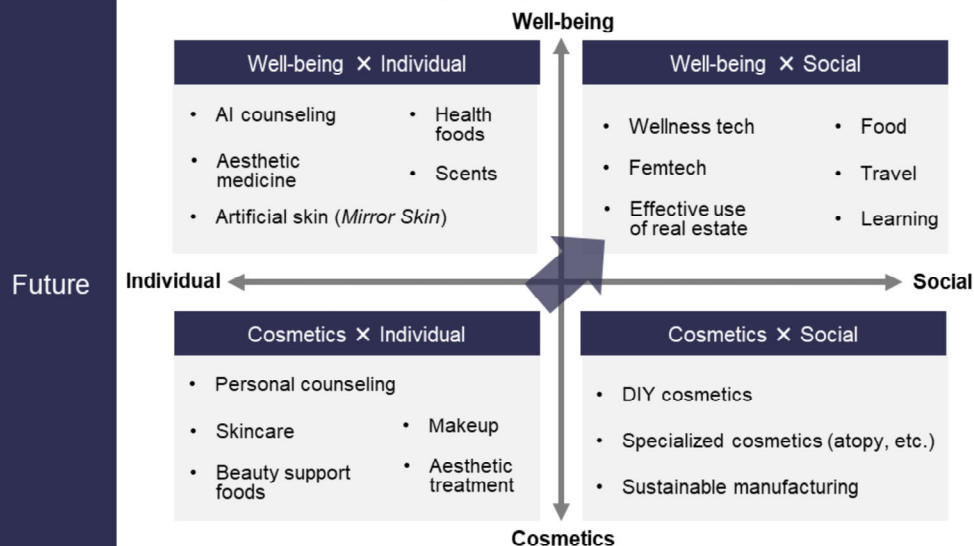 Future
Well-being
Well-being × Individual
• AI counseling
• Aesthetic
medicine
• Health
foods
• Scents
• Artificial skin (Mirror Skin)
Well-being × Social
• Wellness tech
• Femtech
• Effective use
of real estate
• Food
• Travel
• Learning
Individual
Social
Cosmetics × Individual
• Personal counseling
• Skincare
• Beauty support
foods
• Makeup
• Aesthetic
treatment
Cosmetics × Social
• DIY cosmetics
• Specialized cosmetics (atopy, etc.)
• Sustainable manufacturing
Cosmetics